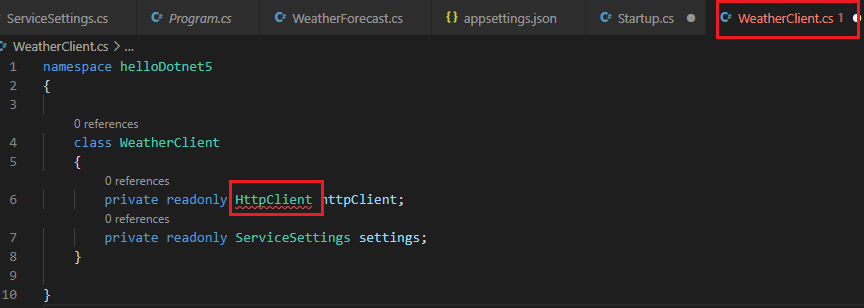 ServiceSettings.cs Program.cs WeatherForecast.cs {} appsettings.json Startup.cs WeatherClient.cs 1
WeatherClient.cs > ...
1 namespace helloDotnet5
2 {
3
0 references
4 class WeatherClient
5 {
0 references
6 private readonly HttpClient httpClient;
0 references
7 private readonly ServiceSettings settings;
8 }
9
10 }